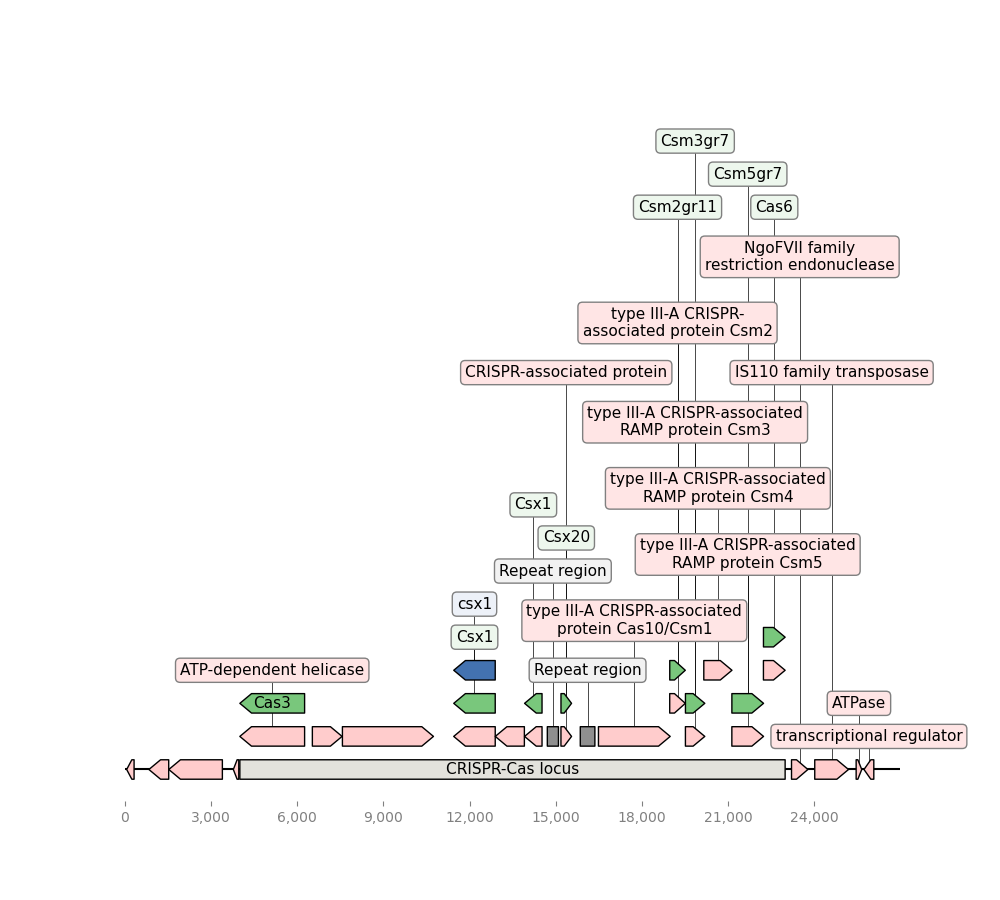 Csm3gr7
Csm5gr7
Csm2gr11
Cas6
NgoFVII family
restriction endonuclease
type III-A CRISPR-
associated protein Csm2
CRISPR-associated protein
IS110 family transposase
type III-A CRISPR-associated
RAMP protein Csm3
type III-A CRISPR-associated
RAMP protein Csm4
Csx1
Csx20
type III-A CRISPR-associated
RAMP protein Csm5
Repeat region
csx1
type III-A CRISPR-associated
protein Cas10/Csm1
Csx1
ATP-dependent helicase
Repeat region
Cas3
ATPase
transcriptional regulator
CRISPR-Cas locus
0 3,000 6,000 9,000 12,000 15,000 18,000 21,000 24,000